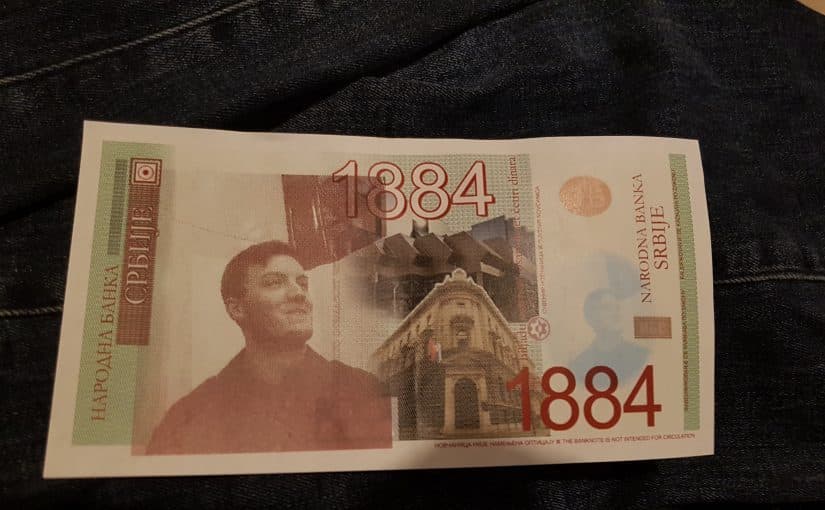 НАРОДНА БАНКА
СРБИЈЕ
1884
dinara
NARODNA BANKA
SRBIJE
1884
НОВЧАНИЦА НИЈЕ НАМЕЊЕНА ОПТИЦАЈУ ■ THE BANKNOTE IS NOT INTENDED FOR CIRCULATION